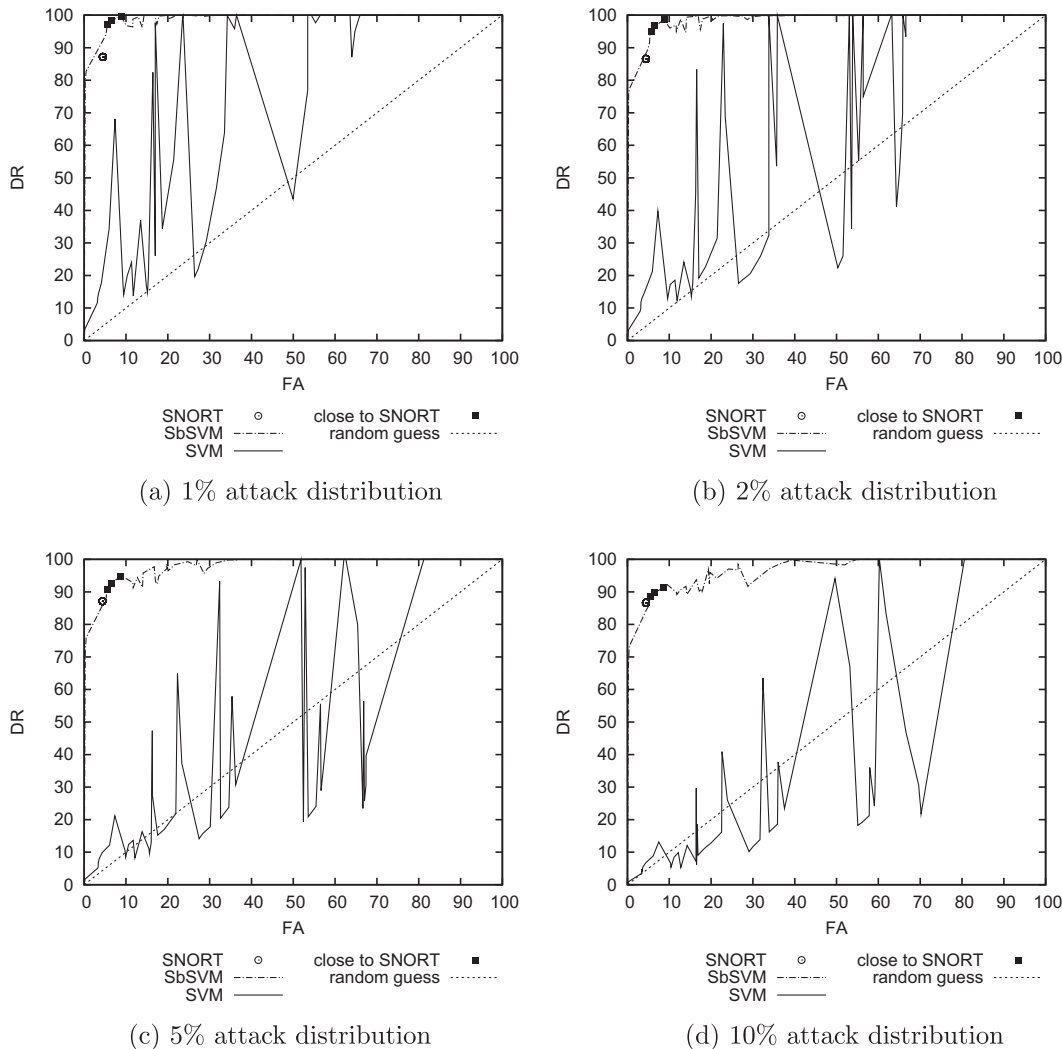 100
90
80
70
60
50
40
30
20
10
0
DR
0 10 20 30 40 50 60 70 80 90 100
FA
SNORT close to SNORT
SbSVM random guess
SVM
(a) 1% attack distribution
100
90
80
70
60
50
40
30
20
10
0
DR
0 10 20 30 40 50 60 70 80 90 100
FA
SNORT close to SNORT
SbSVM random guess
SVM
(b) 2% attack distribution
100
90
80
70
60
50
40
30
20
10
0
DR
0 10 20 30 40 50 60 70 80 90 100
FA
SNORT close to SNORT
SbSVM random guess
SVM
(c) 5% attack distribution
100
90
80
70
60
50
40
30
20
10
0
DR
0 10 20 30 40 50 60 70 80 90 100
FA
SNORT close to SNORT
SbSVM random guess
SVM
(d) 10% attack distribution